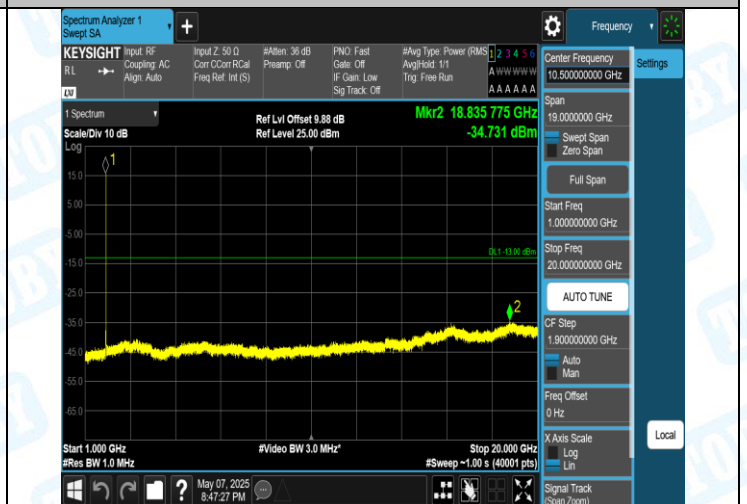 Spectrum Analyzer 1
Swept SA
+
Frequency
KEYSIGHT
RL
LXI
Input: RF
Coupling: AC
Align: Auto
Input Z: 50 Ω
Corr CCorr RCal
Freq Ref: Int (S)
#Atten: 36 dB
Preamp: Off
PNO: Fast
Gate: Off
IF Gain: Low
Sig Track: Off
#Avg Type: Power (RMS
Avg|Hold: 1/1
Trig: Free Run
1 2 3 4 5 6
A W W W W W
A A A A A A
1 Spectrum
Scale/Div 10 dB
Log
Ref Lvl Offset 9.88 dB
Ref Level 25.00 dBm
Mkr2 18.835 775 GHz
-34.731 dBm
1
15.0
5.00
-5.00
-15.0
-25.0
-35.0
-45.0
-55.0
-65.0
DL1 -13.00 dBm
2
Start 1.000 GHz
#Res BW 1.0 MHz
#Video BW 3.0 MHz*
Stop 20.000 GHz
#Sweep ~1.00 s (40001 pts)
?
May 07, 2025
8:47:27 PM
Center Frequency
10.500000000 GHz
Settings
Span
19.0000000 GHz
Swept Span
Zero Span
Full Span
Start Freq
1.000000000 GHz
Stop Freq
20.000000000 GHz
AUTO TUNE
CF Step
1.900000000 GHz
Auto
Man
Freq Offset
0 Hz
X Axis Scale
Log
Lin
Local
Signal Track
(Span Zoom)